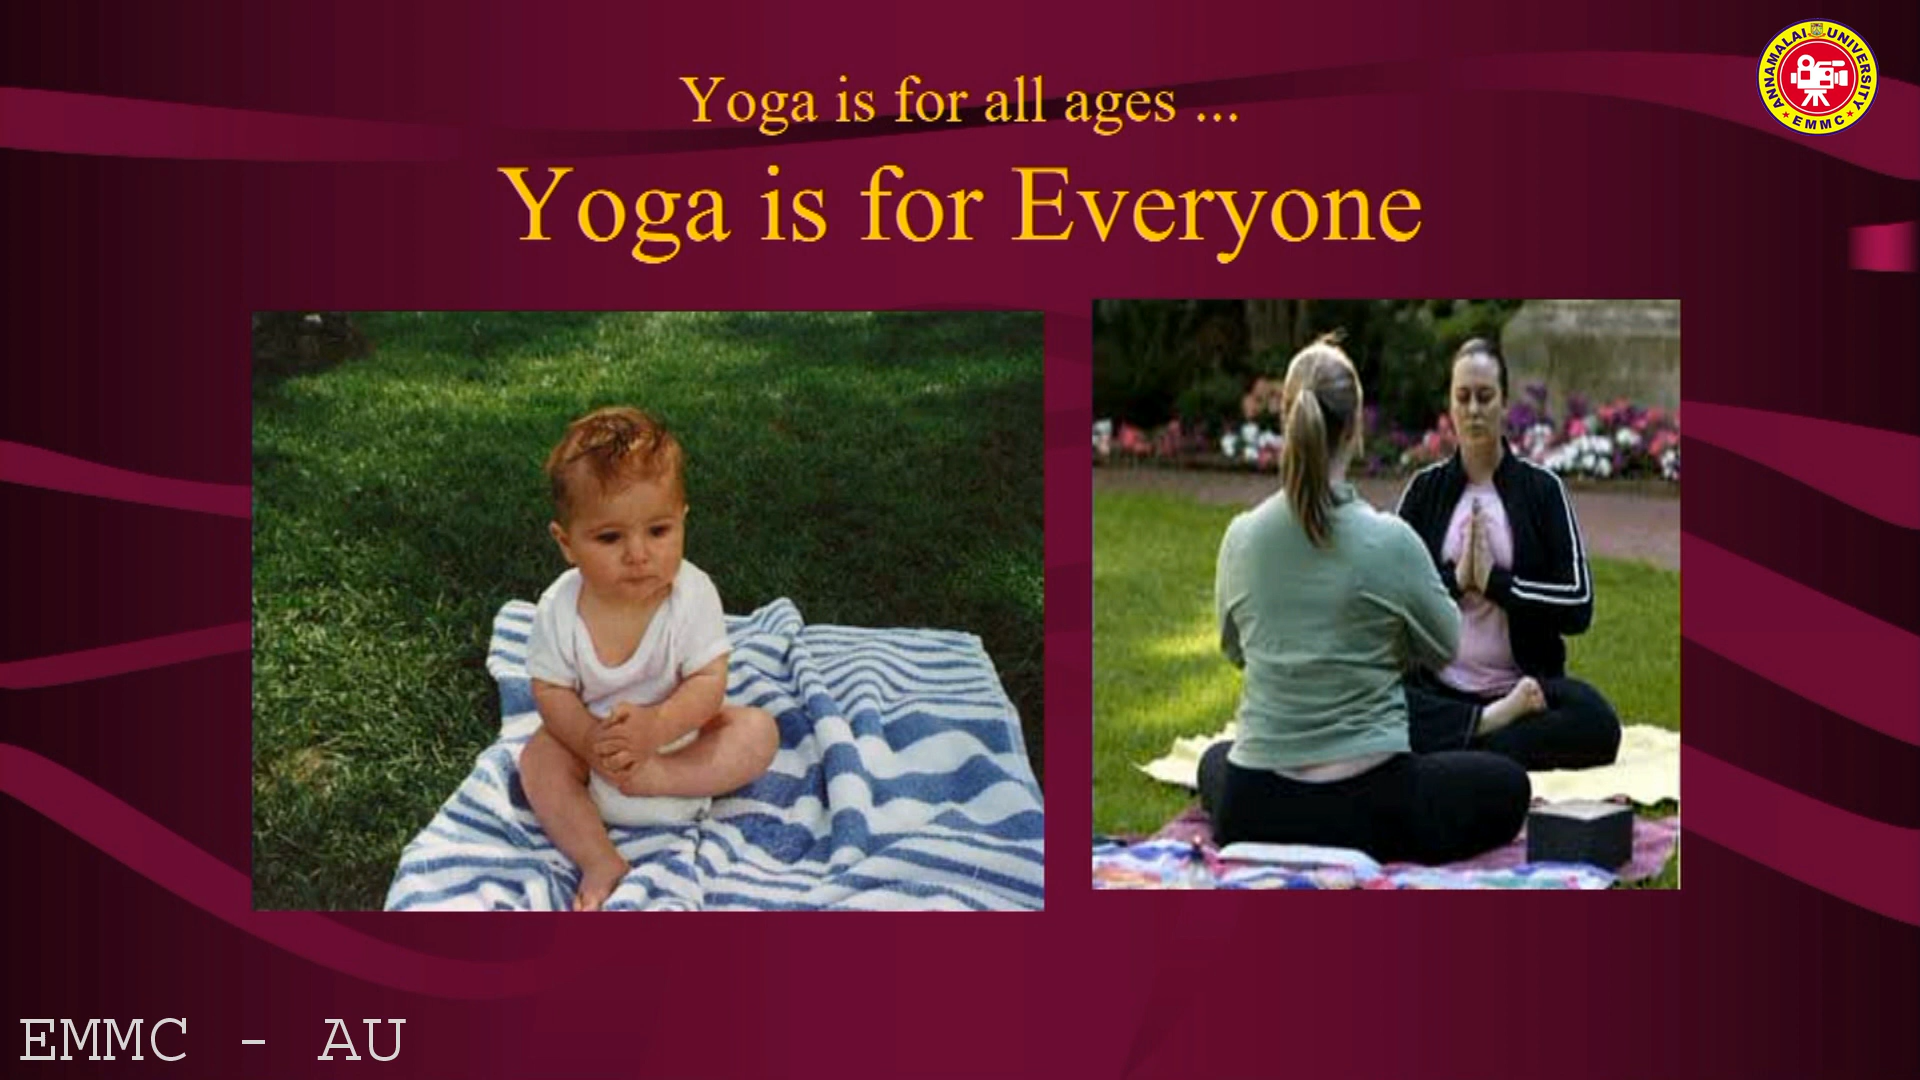 Yoga is for all ages ...
Yoga is for Everyone
ANNAMALAI UNIVERSITY
EMMC
EMMC - AU